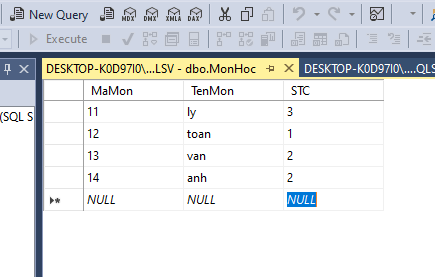 New Query MDX DMX XMLA DAX
Execute
DESKTOP-K0D97I0\...LSV - dbo.MonHoc DESKTOP-K0D97I0\....QLS
(SQL S
MaMon TenMon STC
11 ly 3
12 toan 1
13 van 2
14 anh 2
NULL NULL NULL